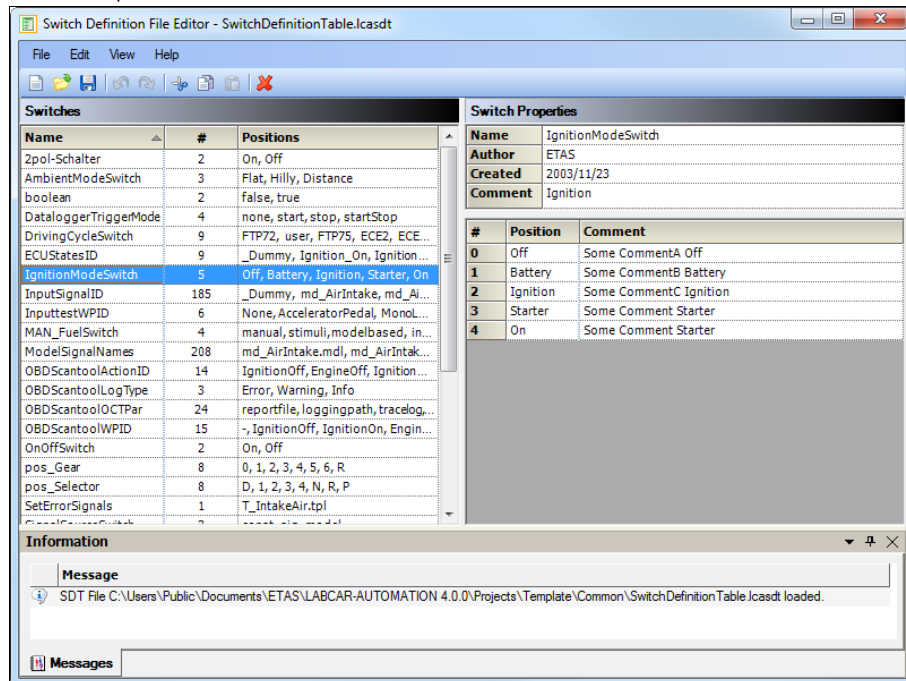 Switch Definition File Editor - SwitchDefinitionTable.lcasdt
File Edit View Help
Switches
Name # Positions
2pol-Schalter 2 On, Off
AmbientModeSwitch 3 Flat, Hilly, Distance
boolean 2 false, true
DataloggerTriggerMode 4 none, start, stop, startStop
DrivingCycleSwitch 9 FTP72, user, FTP75, ECE2, ECE...
ECUStatesID 9 _Dummy, Ignition_On, Ignition...
IgnitionModeSwitch 5 Off, Battery, Ignition, Starter, On
InputSignalID 185 _Dummy, md_AirIntake, md_Ai...
InputtestWPID 6 None, AcceleratorPedal, MonoL...
MAN_FuelSwitch 4 manual, stimuli, modelbased, in...
ModelSignalNames 208 md_AirIntake.mdl, md_AirIntak...
OBDScantoolActionID 14 IgnitionOff, EngineOff, Ignition...
OBDScantoolLogType 3 Error, Warning, Info
OBDScantoolOCTPar 24 reportfile, loggingpath, tracelog,...
OBDScantoolWPID 15 -, IgnitionOff, IgnitionOn, Engin...
OnOffSwitch 2 On, Off
pos_Gear 8 0, 1, 2, 3, 4, 5, 6, R
pos_Selector 8 D, 1, 2, 3, 4, N, R, P
SetErrorSignals 1 T_IntakeAir.tpl
Switch Properties
Name IgnitionModeSwitch
Author ETAS
Created 2003/11/23
Comment Ignition
# Position Comment
0 Off Some CommentA Off
1 Battery Some CommentB Battery
2 Ignition Some CommentC Ignition
3 Starter Some Comment Starter
4 On Some Comment Starter
Information
Message
SDT File C:\Users\Public\Documents\ETAS\LABCAR-AUTOMATION 4.0.0\Projects\Template\Common\SwitchDefinitionTable.lcasdt loaded.
Messages